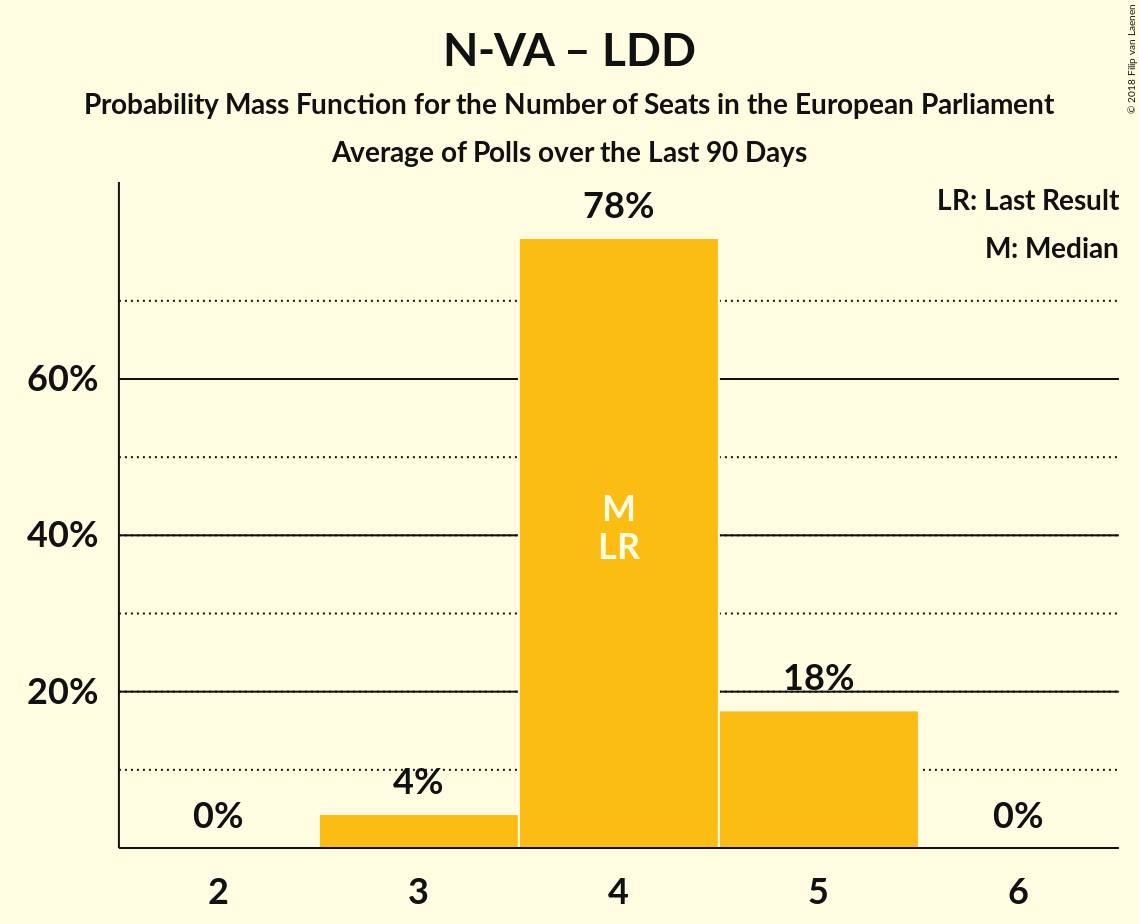 N-VA – LDD
Probability Mass Function for the Number of Seats in the European Parliament
Average of Polls over the Last 90 Days
© 2018 Filip van Laenen
LR: Last Result
M: Median
78%
60%
M
40%
LR
18%
20%
4%
0%
0%
2 3 4 5 6